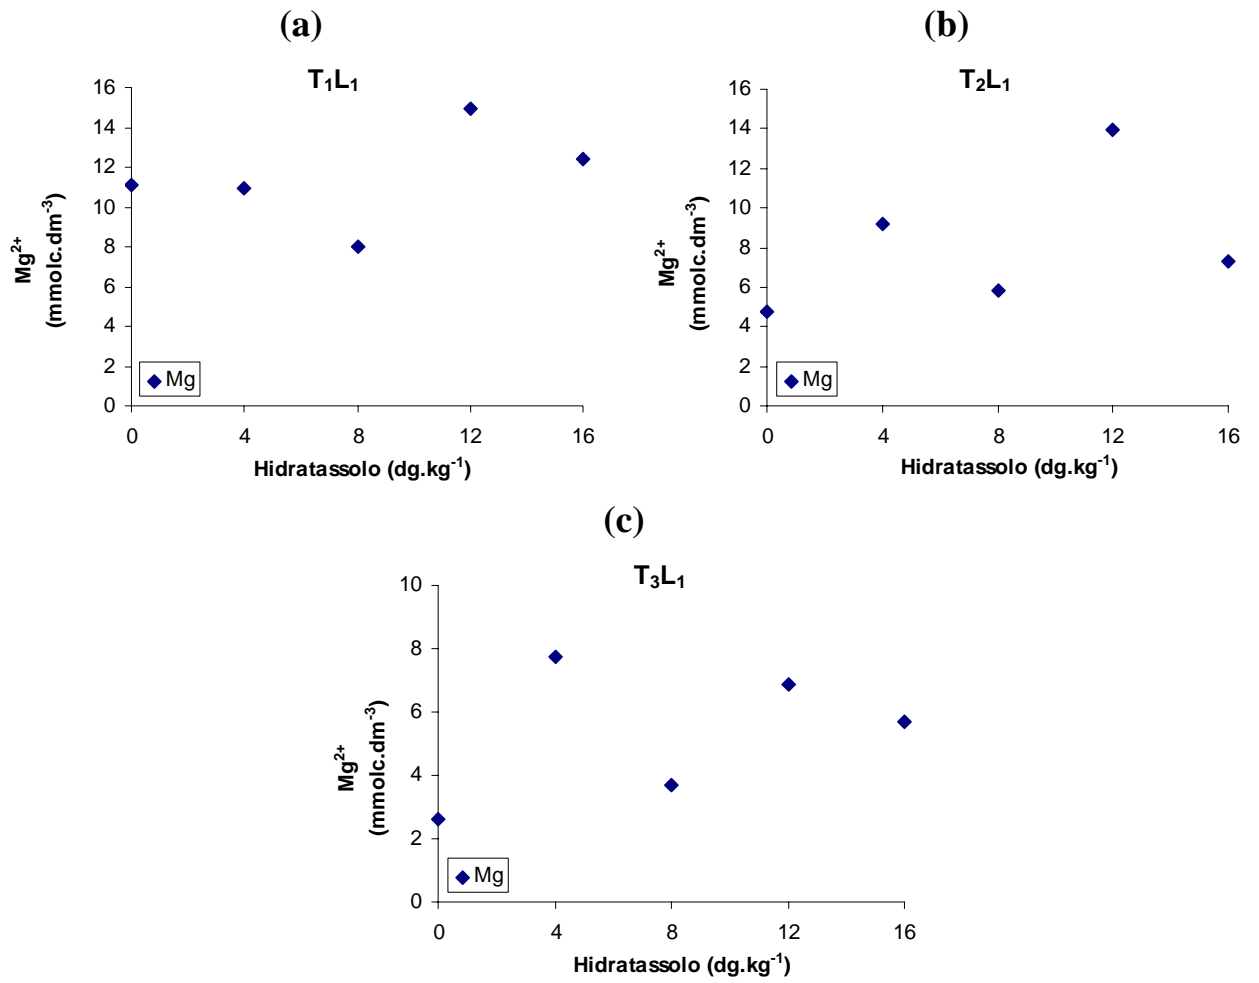 (a)
T₁L₁
16
14
12
10
8
6
4
2
0
Mg²⁺
(mmolc.dm⁻³)
Mg
0 4 8 12 16
Hidratassolo (dg.kg⁻¹)
(b)
T₂L₁
16
14
12
10
8
6
4
2
0
Mg²⁺
(mmolc.dm⁻³)
Mg
0 4 8 12 16
Hidratassolo (dg.kg⁻¹)
(c)
T₃L₁
10
8
6
4
2
0
Mg²⁺
(mmolc.dm⁻³)
Mg
0 4 8 12 16
Hidratassolo (dg.kg⁻¹)